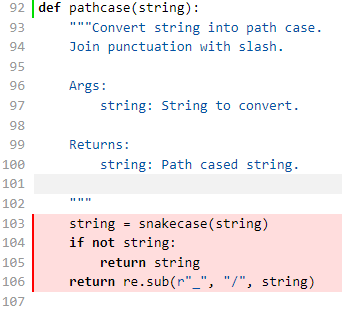 92 def pathcase(string):
93     """Convert string into path case.
94     Join punctuation with slash.
95
96     Args:
97         string: String to convert.
98
99     Returns:
100         string: Path cased string.
101
102     """
103     string = snakecase(string)
104     if not string:
105         return string
106     return re.sub(r"_", "/", string)
107